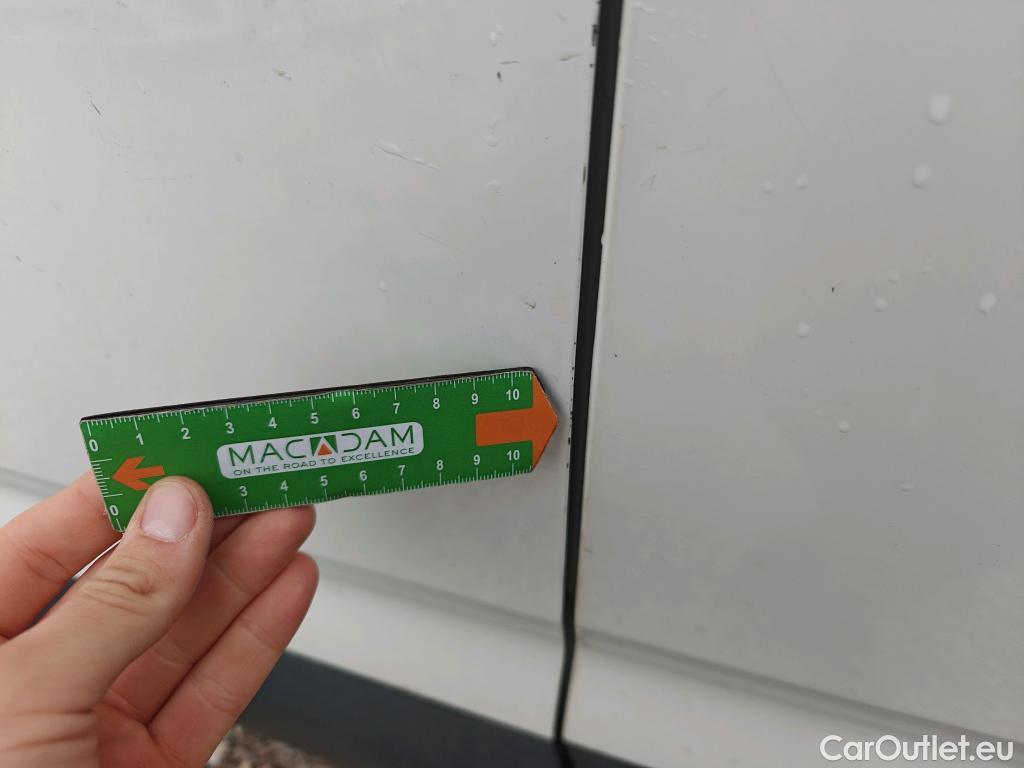 0 1 2 3 4 5 6 7 8 9 10
MACADAM
ON THE ROAD TO EXCELLENCE
0 3 4 5 6 7 8 9 10
CarOutlet.eu